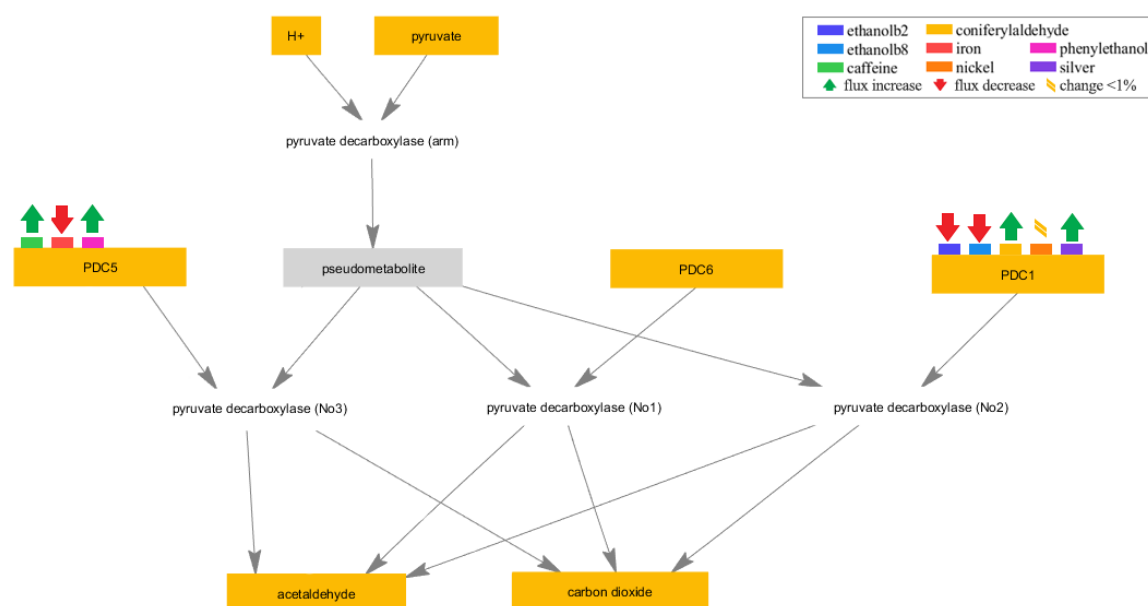 H+
pyruvate
ethanolb2
coniferylaldehyde
ethanolb8
iron
phenylethanol
caffeine
nickel
silver
flux increase
flux decrease
change <1%
pyruvate decarboxylase (arm)
PDC5
pseudometabolite
PDC6
PDC1
pyruvate decarboxylase (No3)
pyruvate decarboxylase (No1)
pyruvate decarboxylase (No2)
acetaldehyde
carbon dioxide